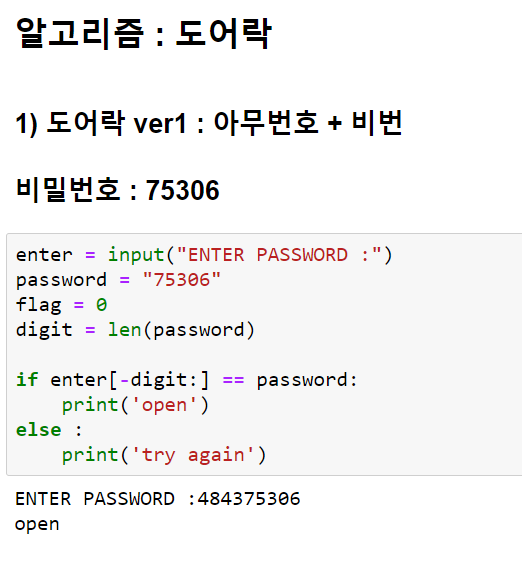 알고리즘 : 도어락
1) 도어락 ver1 : 아무번호 + 비번
비밀번호 : 75306
enter = input("ENTER PASSWORD :")
password = "75306"
flag = 0
digit = len(password)
if enter[-digit:] == password:
    print('open')
else :
    print('try again')
ENTER PASSWORD :484375306
open